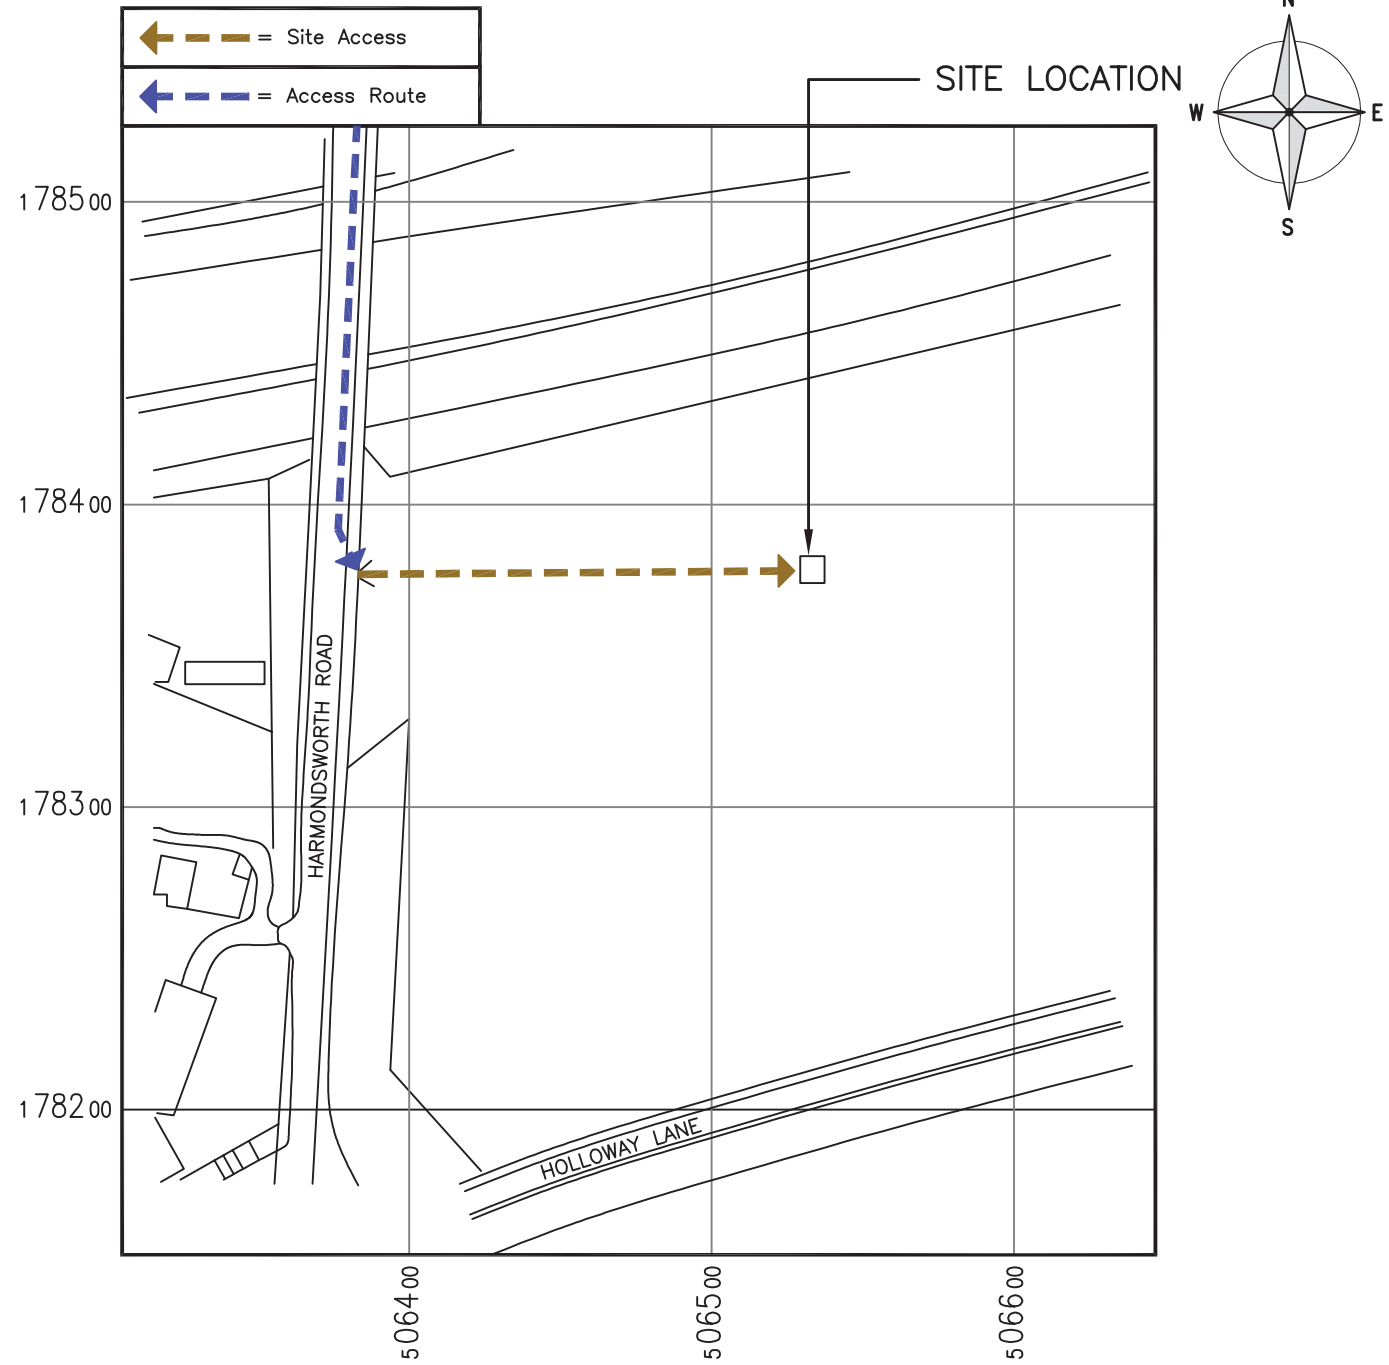 N
= Site Access
SITE LOCATION
= Access Route
W
E
S
178500
178400
HARMONDSWORTH ROAD
178300
178200
HOLLOWAY LANE
506400
506500
506600